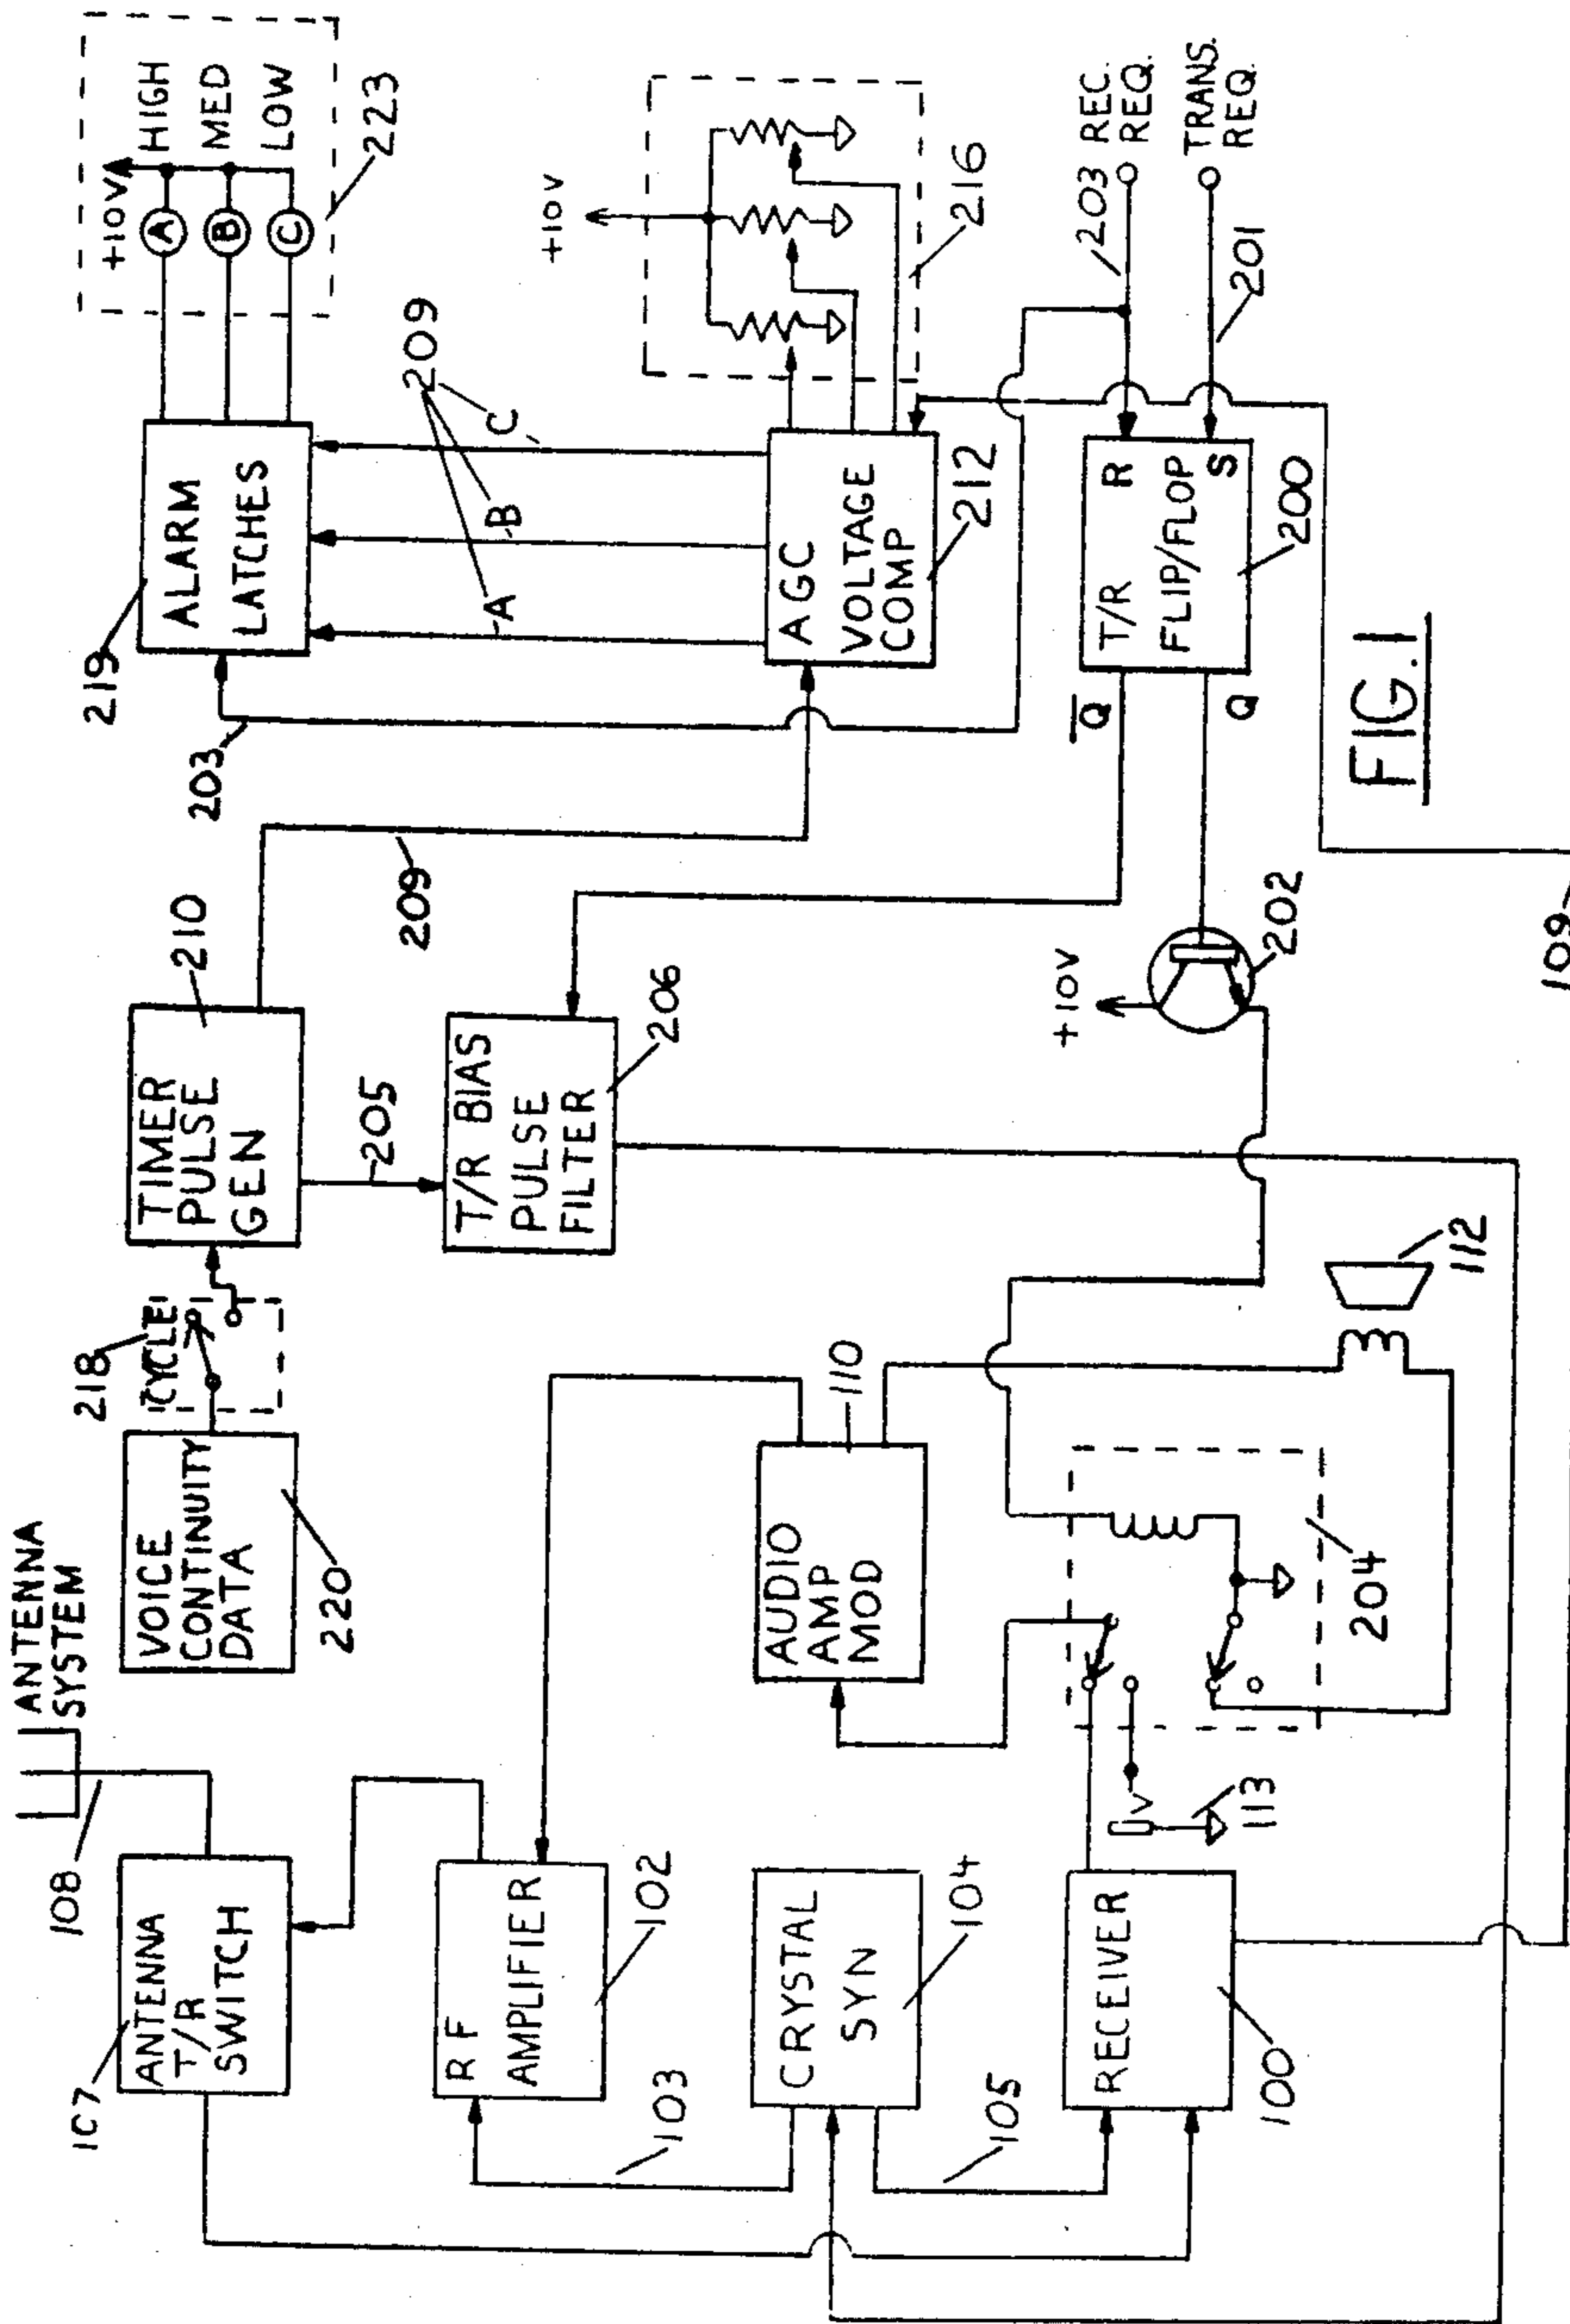 ANTENNA
SYSTEM
108
107
ANTENNA
T/R
SWITCH
218
CYCLE
VOICE
CONTINUITY
DATA
220
TIMER
PULSE
GEN
210
205
203
209
219
ALARM
LATCHES
+10V
A
HIGH
B
MED
C
LOW
223
RF
AMPLIFIER
102
103
T/R BIAS
PULSE
FILTER
206
209
A
B
C
AGC
VOLTAGE
COMP
212
+10V
216
CRYSTAL
SYN
104
105
AUDIO
AMP
MOD
110
+10V
202
Q
Q
T/R
R
FLIP/FLOP
S
200
203
REC.
REQ.
201
TRANS.
REQ.
RECEIVER
100
V
113
204
112
109
FIG. 1